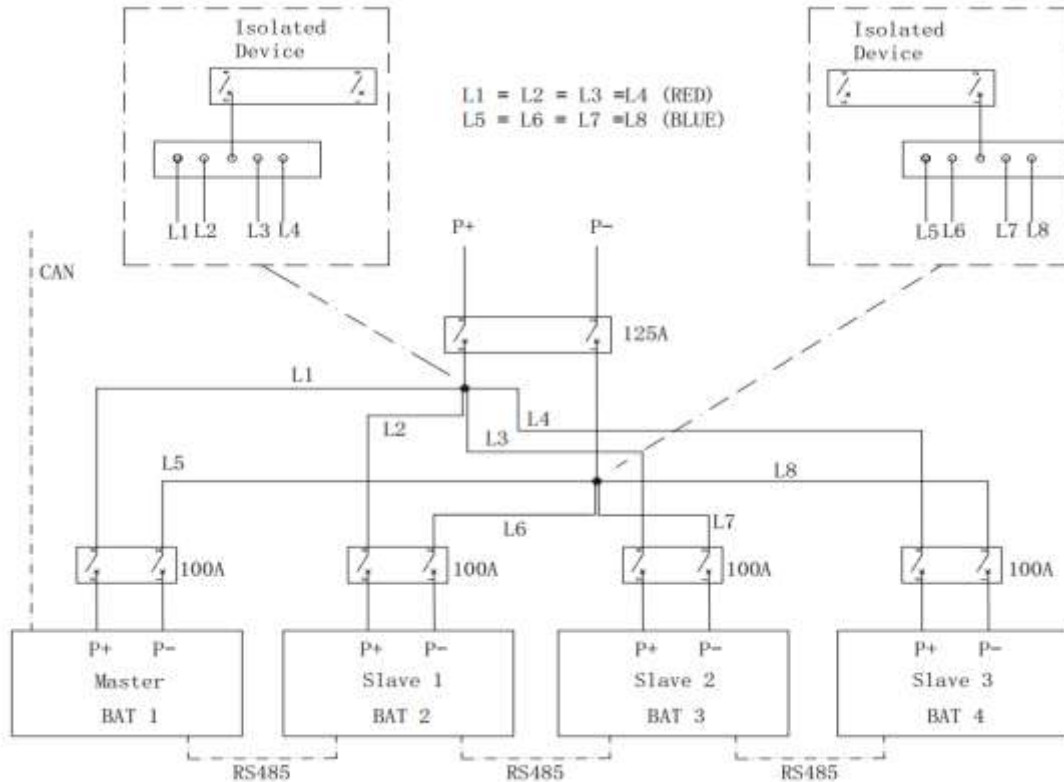 Isolated
Device
Isolated
Device
L1 = L2 = L3 =L4 (RED)
L5 = L6 = L7 =L8 (BLUE)
L1 L2 L3 L4
L5 L6 L7 L8
P+ P-
CAN
125A
L1
L2
L3
L4
L5
L8
L6
L7
100A
100A
100A
100A
P+ P-
Master
BAT 1
P+ P-
Slave 1
BAT 2
P+ P-
Slave 2
BAT 3
P+ P-
Slave 3
BAT 4
RS485
RS485
RS485